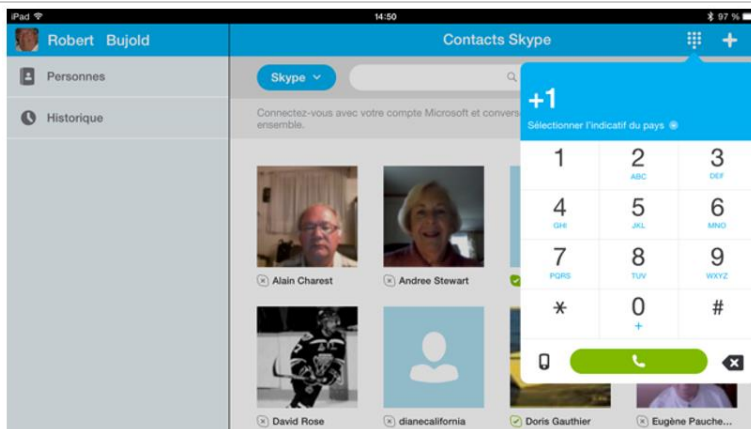 iPad
14:50
97 %
Robert Bujold
Contacts Skype
+
Personnes
Historique
Skype
Connectez-vous avec votre compte Microsoft et convers
ensemble.
+1
Sélectionner l'indicatif du pays
1
2
ABC
3
DEF
4
GHI
5
JKL
6
MNO
7
PQRS
8
TUV
9
WXYZ
*
0
+
#
Alain Charest
Andree Stewart
David Rose
dianecalifornia
Doris Gauthier
Eugène Pauche...